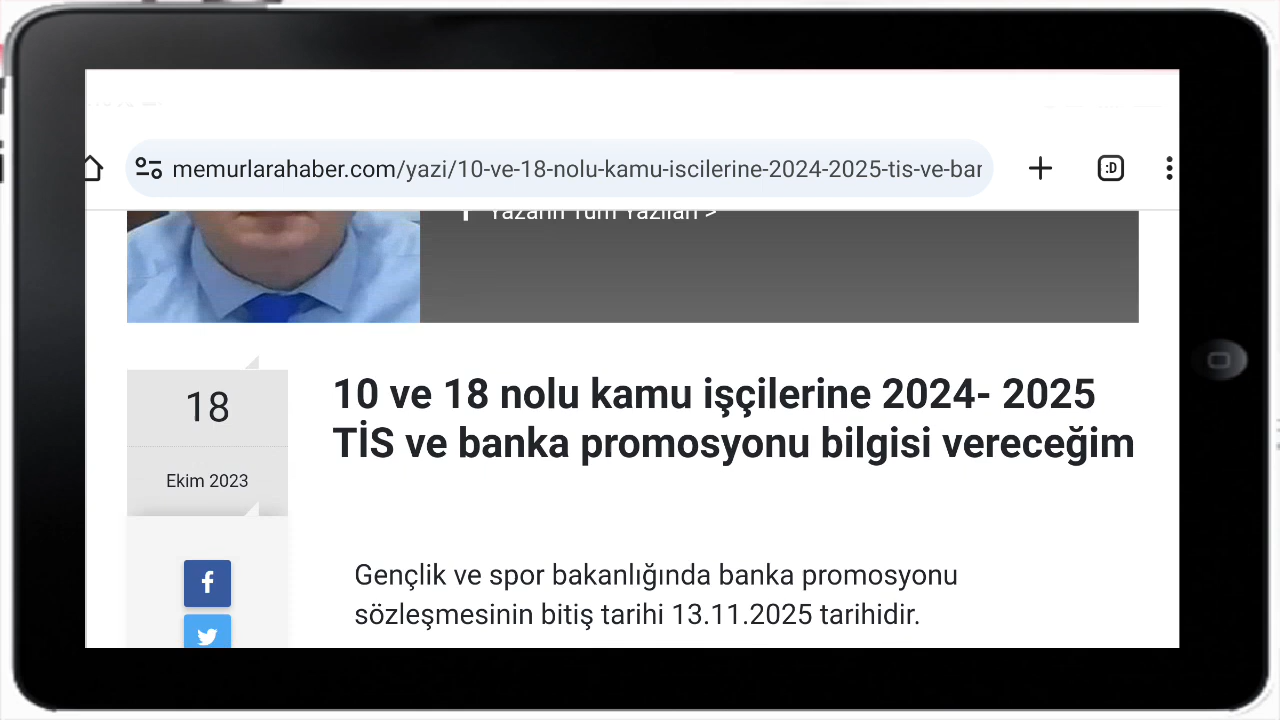 memurlarahaber.com/yazi/10-ve-18-nolu-kamu-iscilerine-2024-2025-tis-ve-bar
:D
Yazarın Tüm Yazıları >
18
Ekim 2023
10 ve 18 nolu kamu işçilerine 2024- 2025
TİS ve banka promosyonu bilgisi vereceğim
Gençlik ve spor bakanlığında banka promosyonu
sözleşmesinin bitiş tarihi 13.11.2025 tarihidir.